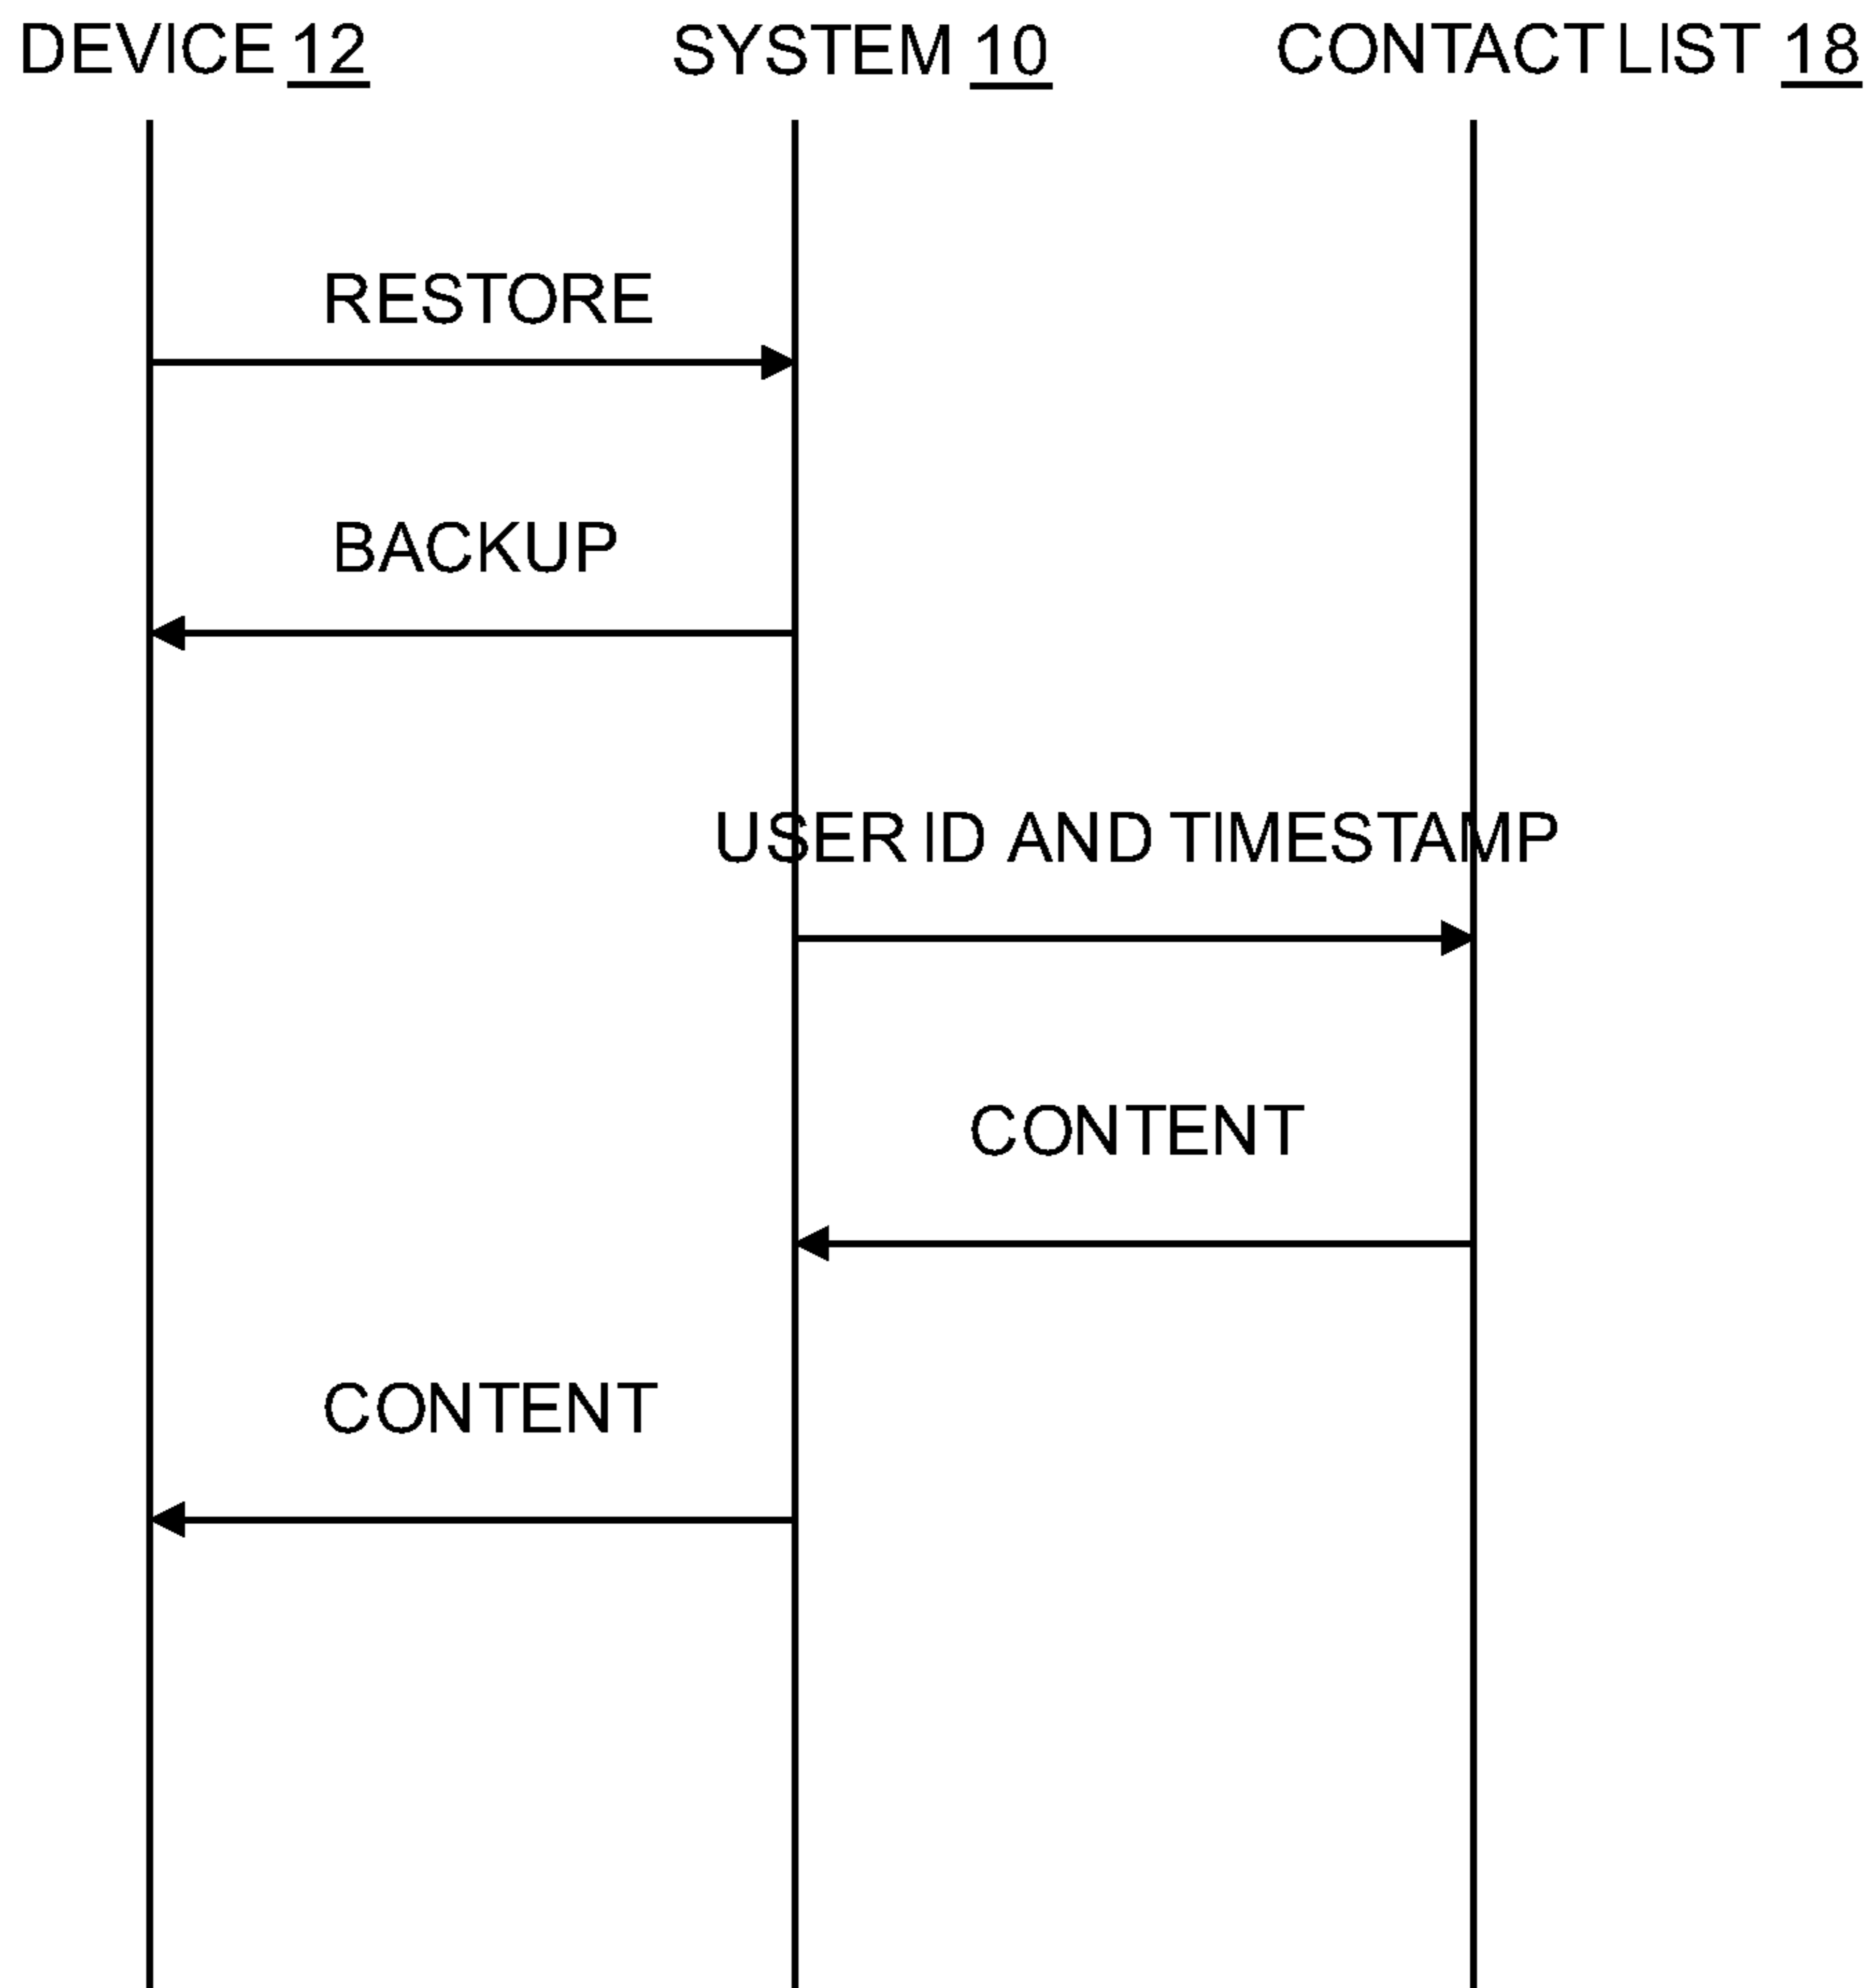 DEVICE 12 SYSTEM 10 CONTACT LIST 18
RESTORE
BACKUP
USER ID AND TIMESTAMP
CONTENT
CONTENT